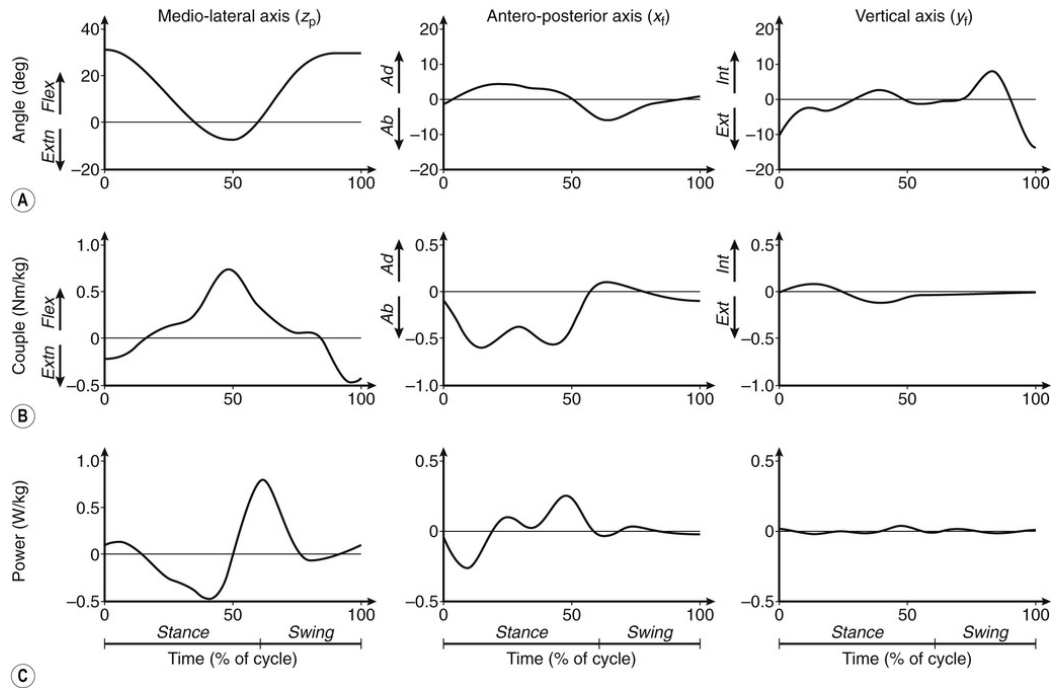 Medio-lateral axis (zp)
Antero-posterior axis (xf)
Vertical axis (yf)
Angle (deg)
Extn Flex
40
20
0
–20
0 50 100
Ab Ad
20
10
0
–10
–20
0 50 100
Ext Int
20
10
0
–10
–20
0 50 100
A
Couple (Nm/kg)
Extn Flex
1.0
0.5
0
–0.5
0 50 100
Ab Ad
0.5
0
–0.5
–1.0
0 50 100
Ext Int
0.5
0
–0.5
–1.0
0 50 100
B
Power (W/kg)
1.0
0.5
0
–0.5
0 50 100
Stance Swing
Time (% of cycle)
0.5
0
–0.5
0 50 100
Stance Swing
Time (% of cycle)
0.5
0
–0.5
0 50 100
Stance Swing
Time (% of cycle)
C